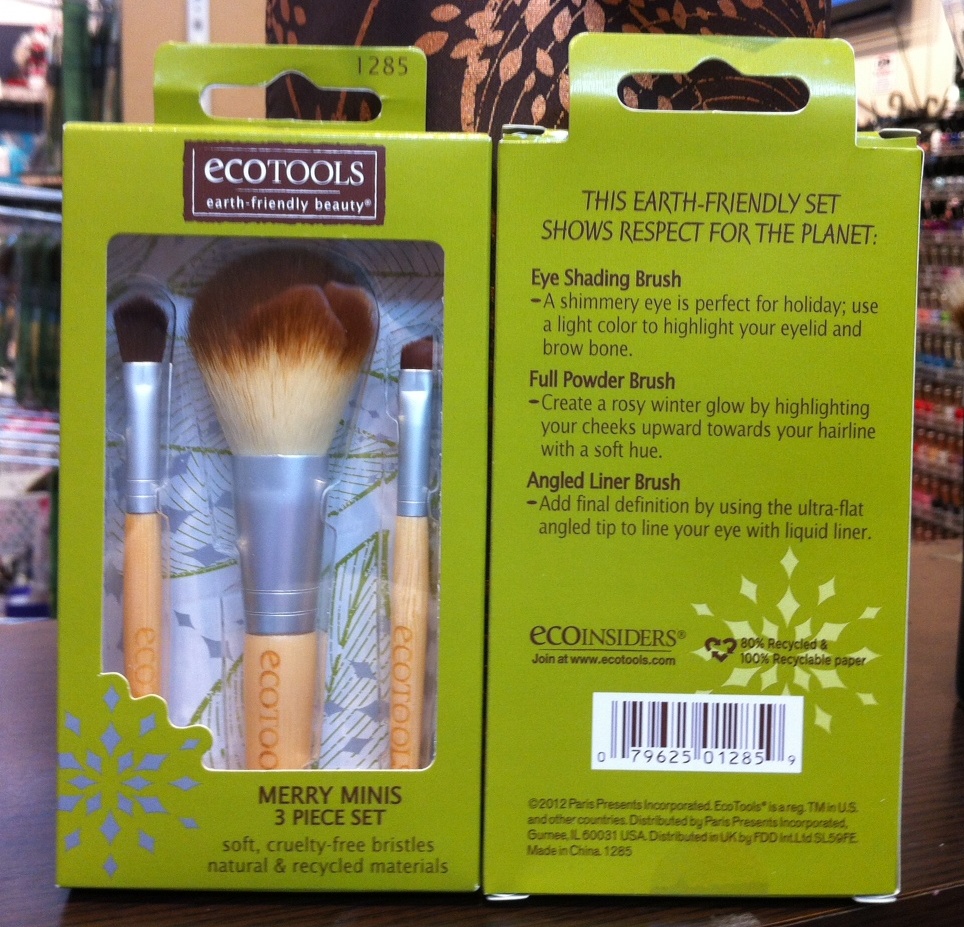 1285
ecoTOOLS
earth-friendly beauty®
eco
ecoTOO
ecoTOOL
MERRY MINIS
3 PIECE SET
soft, cruelty-free bristles
natural & recycled materials
THIS EARTH-FRIENDLY SET
SHOWS RESPECT FOR THE PLANET:
Eye Shading Brush
-A shimmery eye is perfect for holiday; use
a light color to highlight your eyelid and
brow bone.
Full Powder Brush
-Create a rosy winter glow by highlighting
your cheeks upward towards your hairline
with a soft hue.
Angled Liner Brush
-Add final definition by using the ultra-flat
angled tip to line your eye with liquid liner.
ecoINSIDERS®
Join at www.ecotools.com
80% Recycled &
100% Recyclable paper
0 79625 01285 9
©2012 Paris Presents Incorporated. EcoTools® is a reg. TM in U.S.
and other countries. Distributed by Paris Presents Incorporated,
Gurnee, IL 60031 USA. Distributed in UK by FDD Int. Ltd SL59FE.
Made in China. 1285